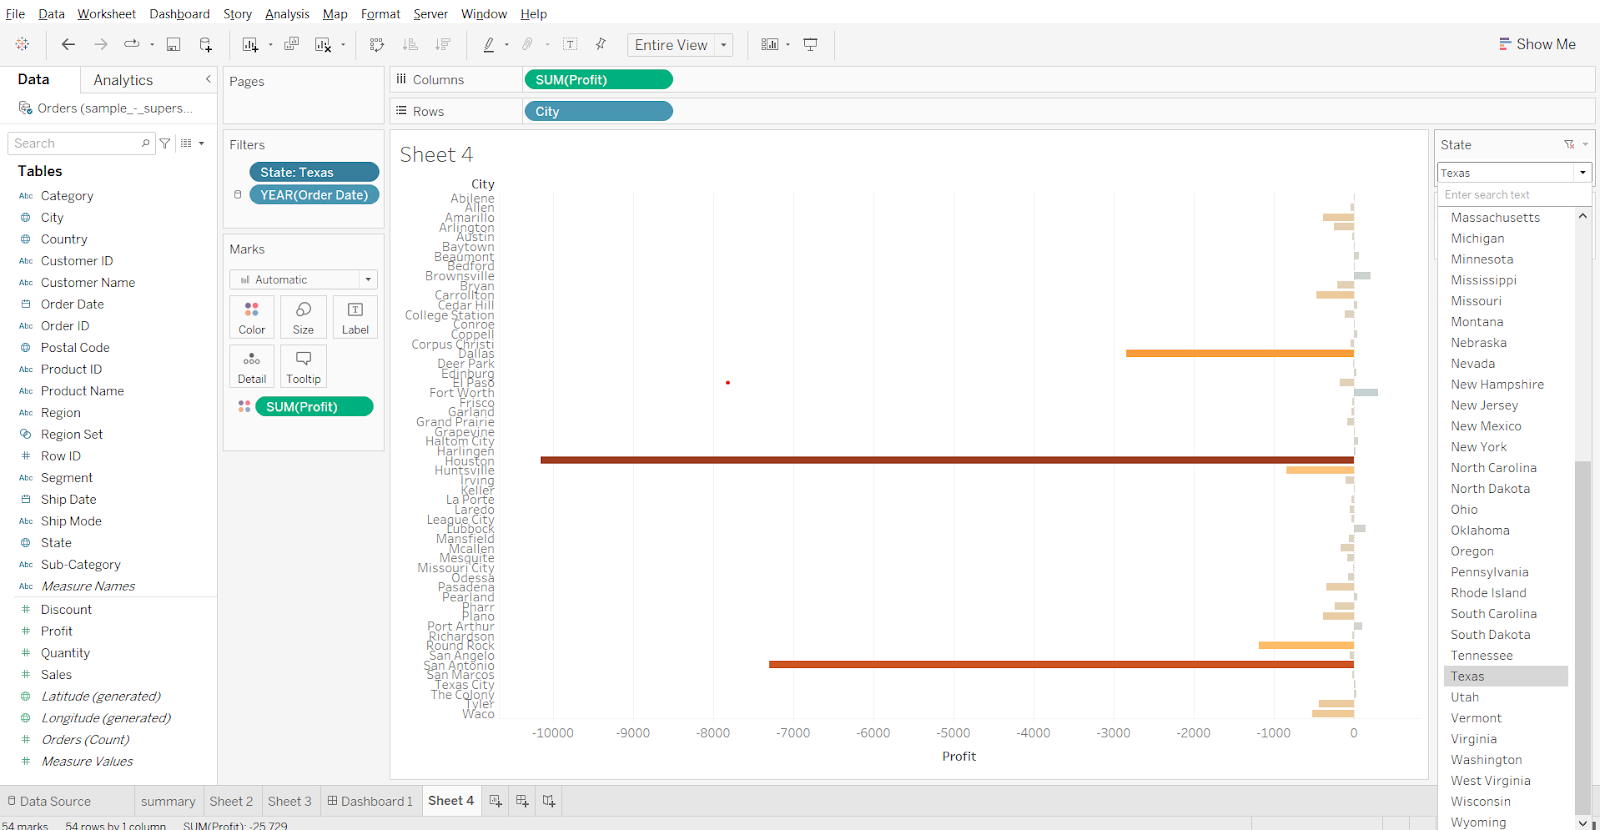 File Data Worksheet Dashboard Story Analysis Map Format Server Window Help
Entire View
Show Me
Data Analytics
Orders (sample_-_supers...
Search
Tables
Abc Category
City
Country
Abc Customer ID
Abc Customer Name
Order Date
Abc Order ID
Postal Code
Abc Product ID
Abc Product Name
Abc Region
Region Set
# Row ID
Abc Segment
Ship Date
Abc Ship Mode
State
Abc Sub-Category
Abc Measure Names
# Discount
# Profit
# Quantity
# Sales
Latitude (generated)
Longitude (generated)
# Orders (Count)
# Measure Values
Pages
Filters
State: Texas
YEAR(Order Date)
Marks
Automatic
Color Size Label
Detail Tooltip
SUM(Profit)
Columns SUM(Profit)
Rows City
Sheet 4
City
Abilene
Allen
Amarillo
Arlington
Austin
Baytown
Beaumont
Bedford
Brownsville
Bryan
Carrollton
Cedar Hill
College Station
Conroe
Coppell
Corpus Christi
Dallas
Deer Park
Edinburg
El Paso
Fort Worth
Frisco
Garland
Grand Prairie
Grapevine
Haltom City
Harlingen
Houston
Huntsville
Irving
Keller
La Porte
Laredo
League City
Lubbock
Mansfield
Mcallen
Mesquite
Missouri City
Odessa
Pasadena
Pearland
Pharr
Plano
Port Arthur
Richardson
Round Rock
San Angelo
San Antonio
San Marcos
Texas City
The Colony
Tyler
Waco
-10000 -9000 -8000 -7000 -6000 -5000 -4000 -3000 -2000 -1000 0
Profit
State
Texas
Enter search text
Massachusetts
Michigan
Minnesota
Mississippi
Missouri
Montana
Nebraska
Nevada
New Hampshire
New Jersey
New Mexico
New York
North Carolina
North Dakota
Ohio
Oklahoma
Oregon
Pennsylvania
Rhode Island
South Carolina
South Dakota
Tennessee
Texas
Utah
Vermont
Virginia
Washington
West Virginia
Wisconsin
Wyoming
Data Source summary Sheet 2 Sheet 3 Dashboard 1 Sheet 4
54 marks 54 rows by 1 column SUM(Profit): -25,729